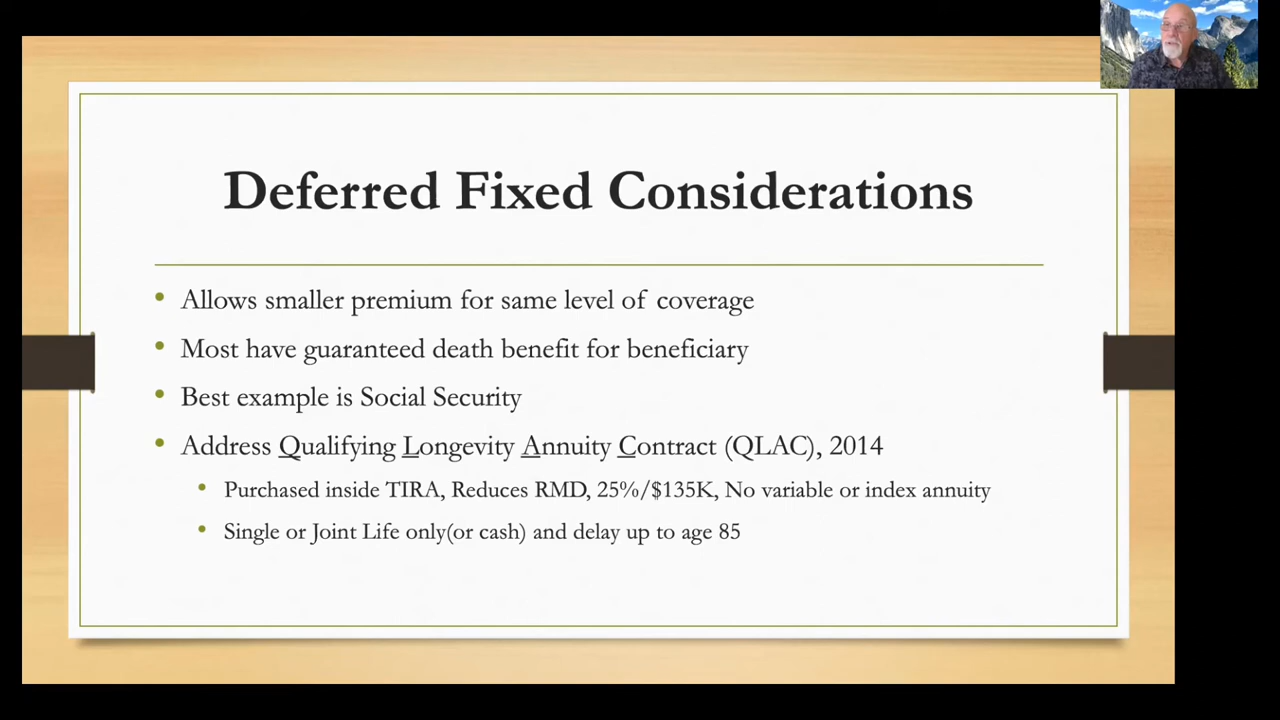 Deferred Fixed Considerations
• Allows smaller premium for same level of coverage
• Most have guaranteed death benefit for beneficiary
• Best example is Social Security
• Address Qualifying Longevity Annuity Contract (QLAC), 2014
• Purchased inside TIRA, Reduces RMD, 25%/$135K, No variable or index annuity
• Single or Joint Life only(or cash) and delay up to age 85